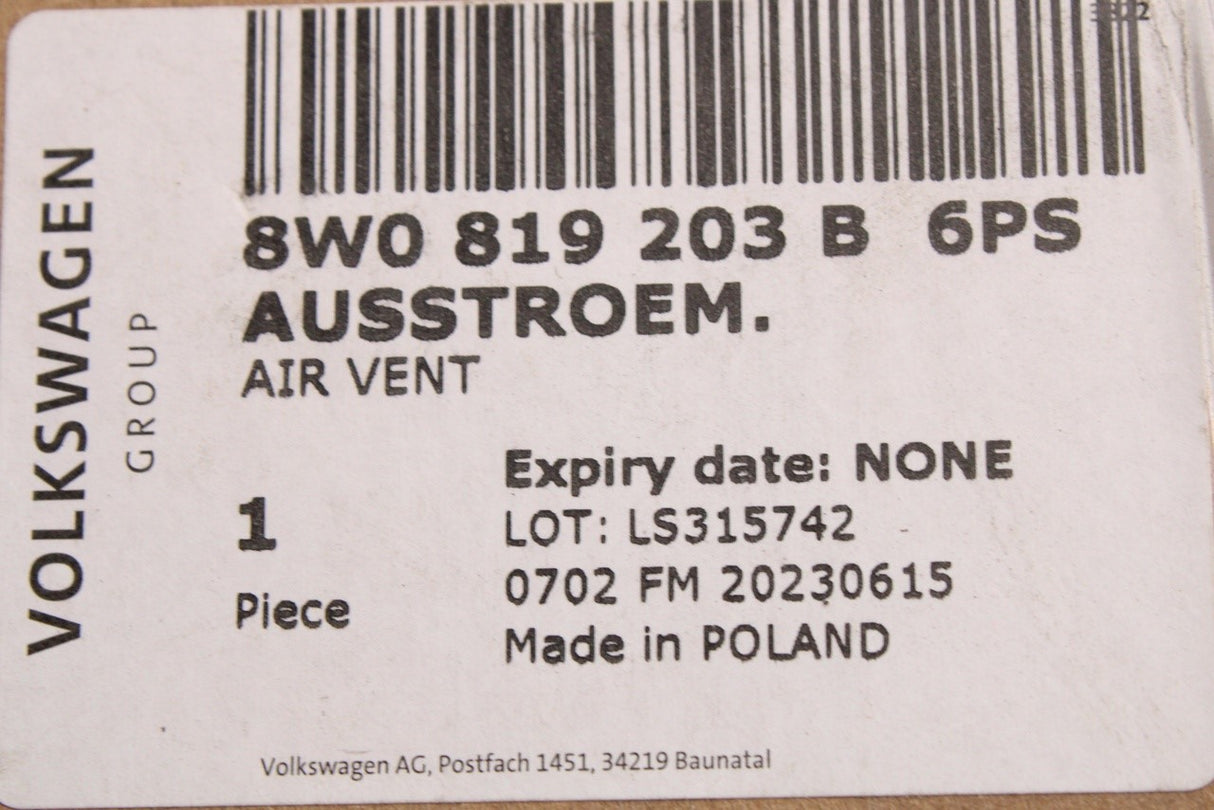 VOLKSWAGEN
GROUP
8W0 819 203 B 6PS
AUSSTROEM.
AIR VENT
Expiry date: NONE
1
LOT: LS315742
0702 FM 20230615
Piece
Made in POLAND
Volkswagen AG, Postfach 1451, 34219 Baunatal